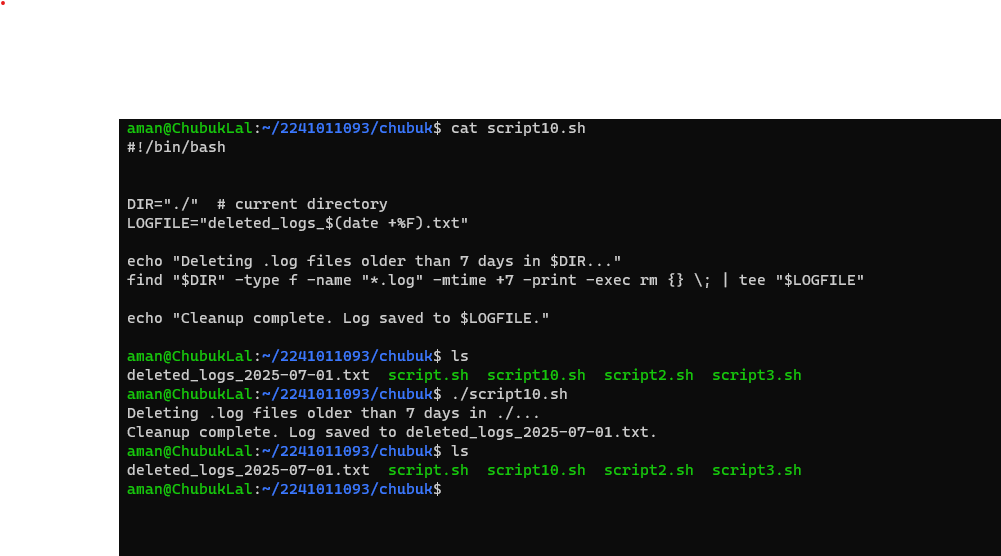 aman@ChubukLal:~/2241011093/chubuk$ cat script10.sh
#!/bin/bash
DIR="./"  # current directory
LOGFILE="deleted_logs_$(date +%F).txt"
echo "Deleting .log files older than 7 days in $DIR..."
find "$DIR" -type f -name "*.log" -mtime +7 -print -exec rm {} \; | tee "$LOGFILE"
echo "Cleanup complete. Log saved to $LOGFILE."
aman@ChubukLal:~/2241011093/chubuk$ ls
deleted_logs_2025-07-01.txt  script.sh  script10.sh  script2.sh  script3.sh
aman@ChubukLal:~/2241011093/chubuk$ ./script10.sh
Deleting .log files older than 7 days in ./...
Cleanup complete. Log saved to deleted_logs_2025-07-01.txt.
aman@ChubukLal:~/2241011093/chubuk$ ls
deleted_logs_2025-07-01.txt  script.sh  script10.sh  script2.sh  script3.sh
aman@ChubukLal:~/2241011093/chubuk$